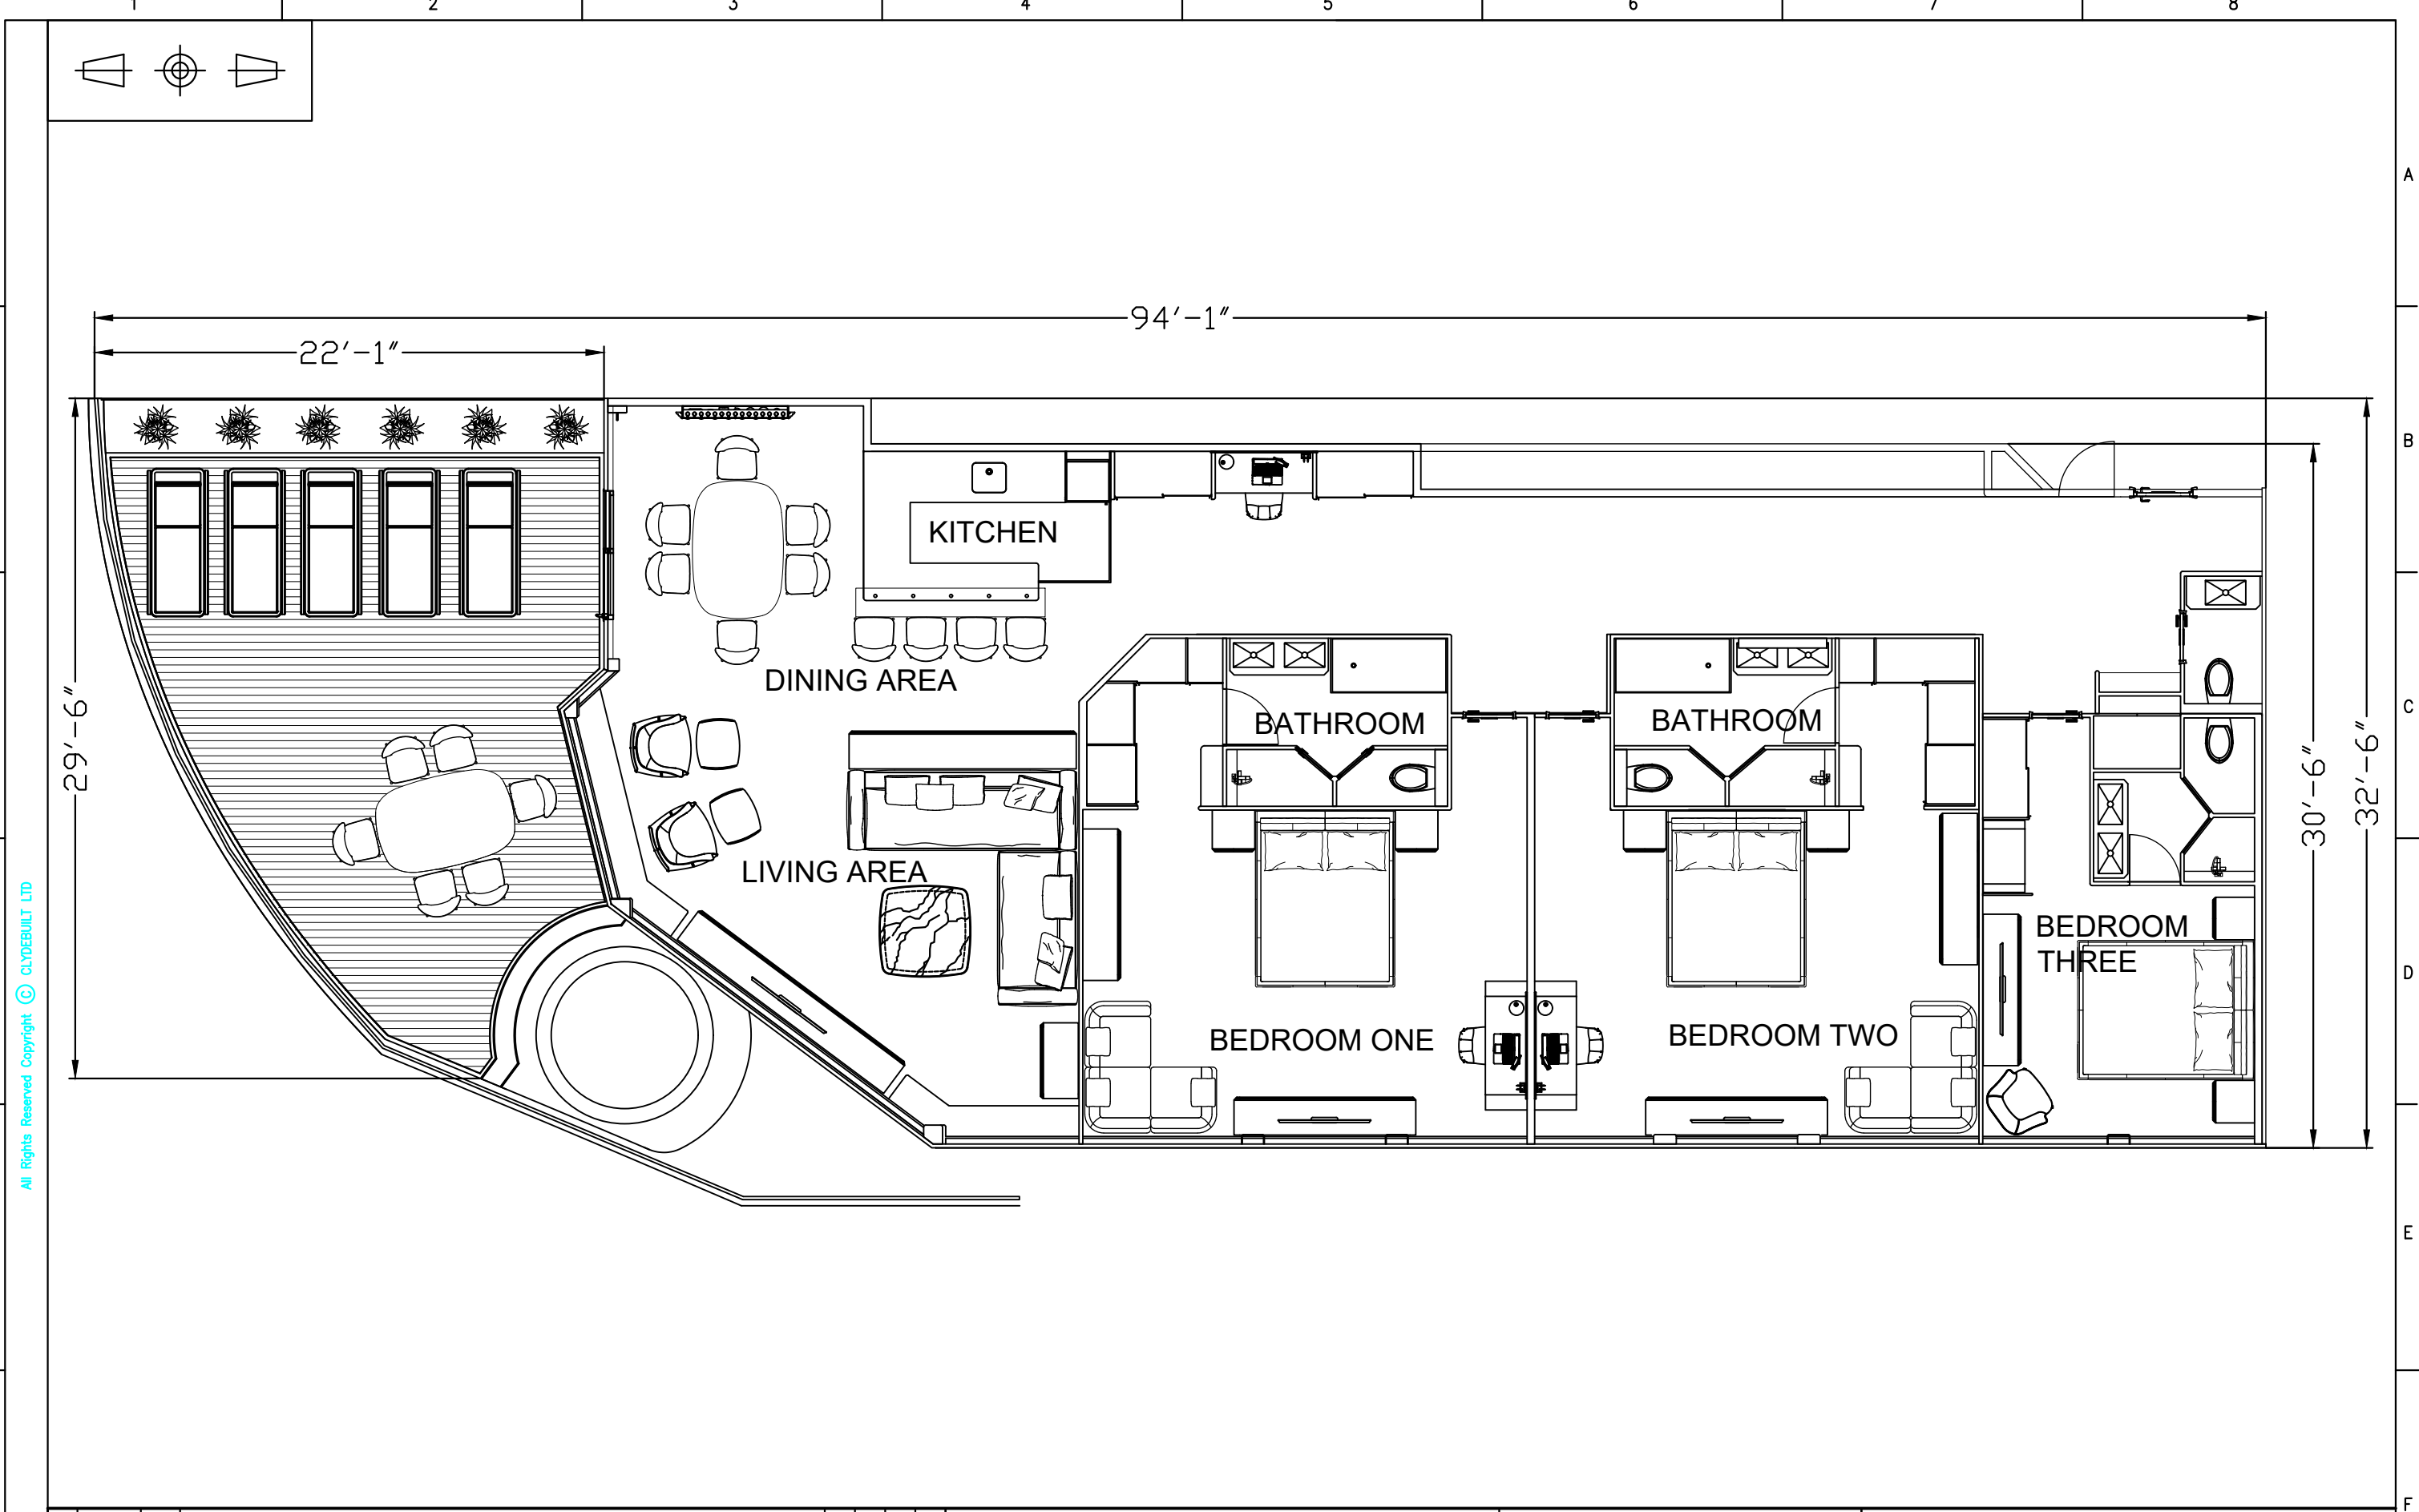 1 2 3 4 5 6 7 8
A
94'-1"
22'-1"
B
KITCHEN
DINING AREA
29'-6"
BATHROOM
BATHROOM
C
30'-6"
32'-6"
LIVING AREA
BEDROOM
THREE
D
BEDROOM ONE
BEDROOM TWO
All Rights Reserved Copyright © CLYDEBUILT LTD
E
F